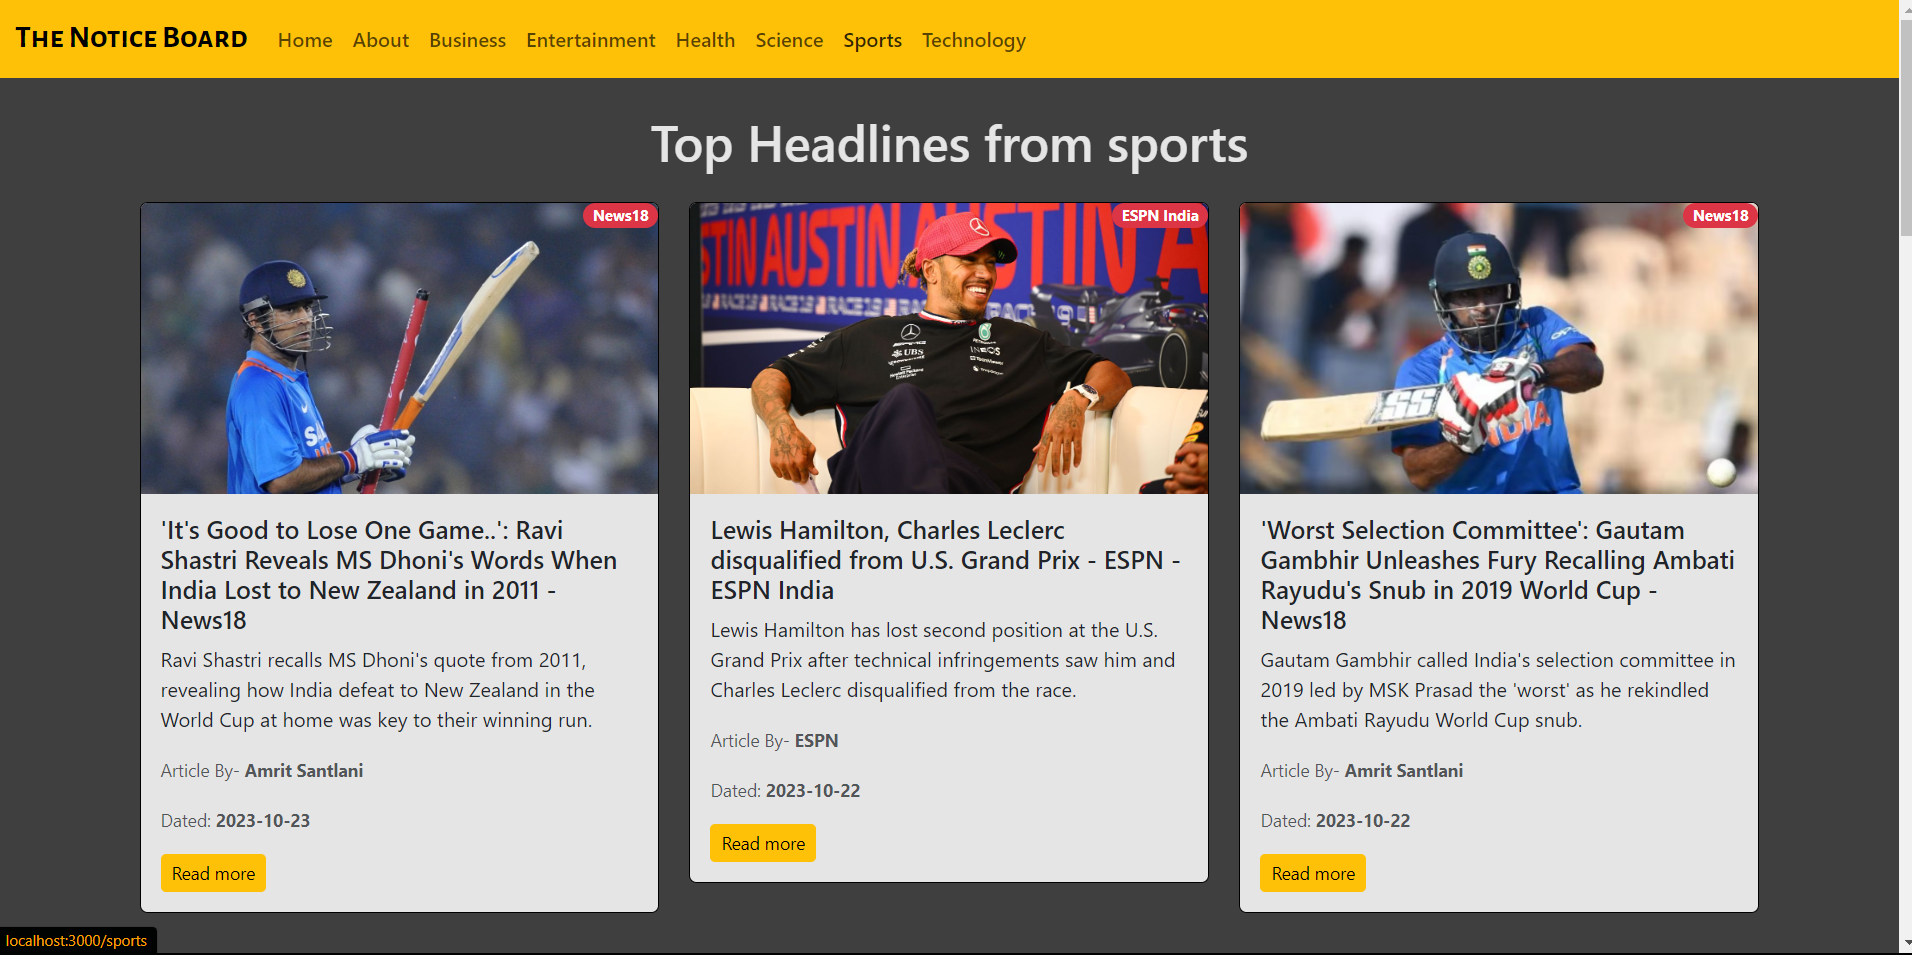 The Notice Board
Home About Business Entertainment Health Science Sports Technology
Top Headlines from sports
News18
SA
'It's Good to Lose One Game..': Ravi
Shastri Reveals MS Dhoni's Words When
India Lost to New Zealand in 2011 -
News18
Ravi Shastri recalls MS Dhoni's quote from 2011,
revealing how India defeat to New Zealand in the
World Cup at home was key to their winning run.
Article By- Amrit Santlani
Dated: 2023-10-23
Read more
ESPN India
STIN AUSTIN AUSTIN A
UBS
INEOS
Lewis Hamilton, Charles Leclerc
disqualified from U.S. Grand Prix - ESPN -
ESPN India
Lewis Hamilton has lost second position at the U.S.
Grand Prix after technical infringements saw him and
Charles Leclerc disqualified from the race.
Article By- ESPN
Dated: 2023-10-22
Read more
News18
SS
INDIA
'Worst Selection Committee': Gautam
Gambhir Unleashes Fury Recalling Ambati
Rayudu's Snub in 2019 World Cup -
News18
Gautam Gambhir called India's selection committee in
2019 led by MSK Prasad the 'worst' as he rekindled
the Ambati Rayudu World Cup snub.
Article By- Amrit Santlani
Dated: 2023-10-22
Read more
localhost:3000/sports